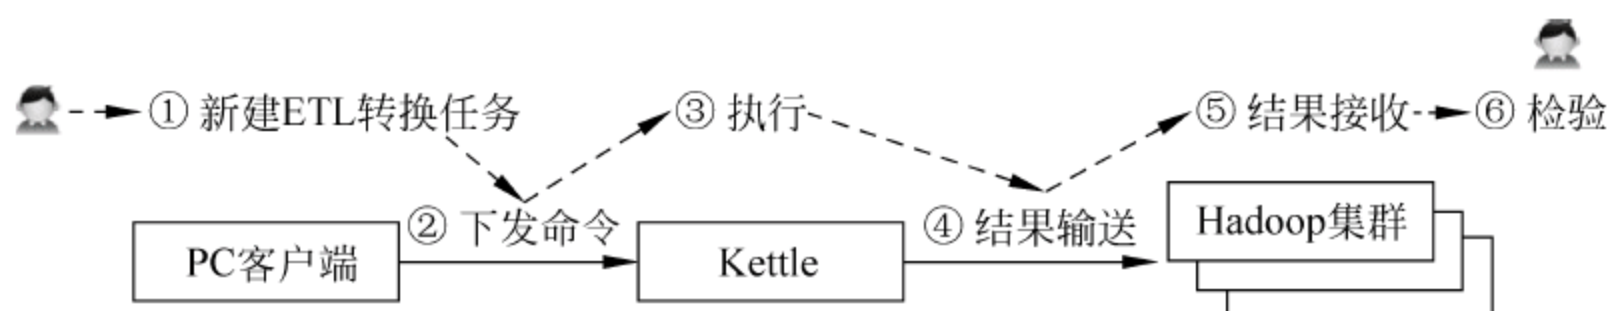 ① 新建ETL转换任务
③ 执行
⑤ 结果接收
⑥ 检验
② 下发命令
④ 结果输送
PC客户端
Kettle
Hadoop集群